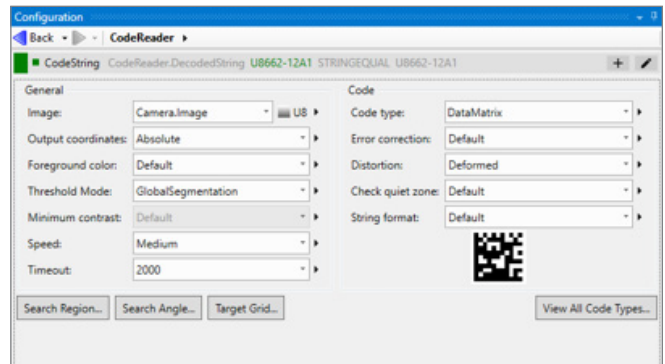 Configuration
Back CodeReader
CodeString CodeReader.DecodedString U8662-12A1 STRINGEQUAL U8662-12A1
General
Image: Camera.Image U8
Output coordinates: Absolute
Foreground color: Default
Threshold Mode: GlobalSegmentation
Minimum contrast: Default
Speed: Medium
Timeout: 2000
Code
Code type: DataMatrix
Error correction: Default
Distortion: Deformed
Check quiet zone: Default
String format: Default
Search Region... Search Angle... Target Grid... View All Code Types...